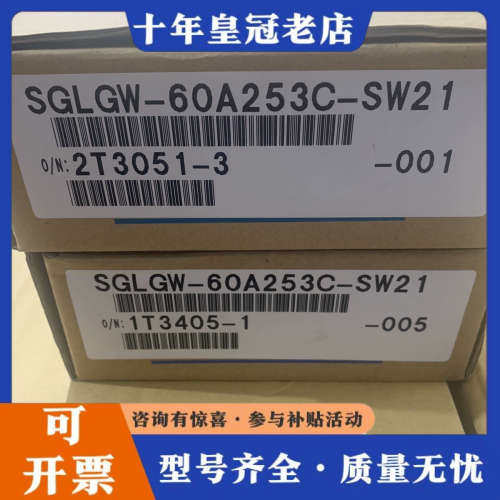 十年皇冠老店
SGLGW-60A253C-SW21
O/N: 2T3051-3 -001
SGLGW-60A253C-SW21
O/N: 1T3405-1 -005
咨询有惊喜·参与补贴活动
可开票
型号齐全·质量无忧